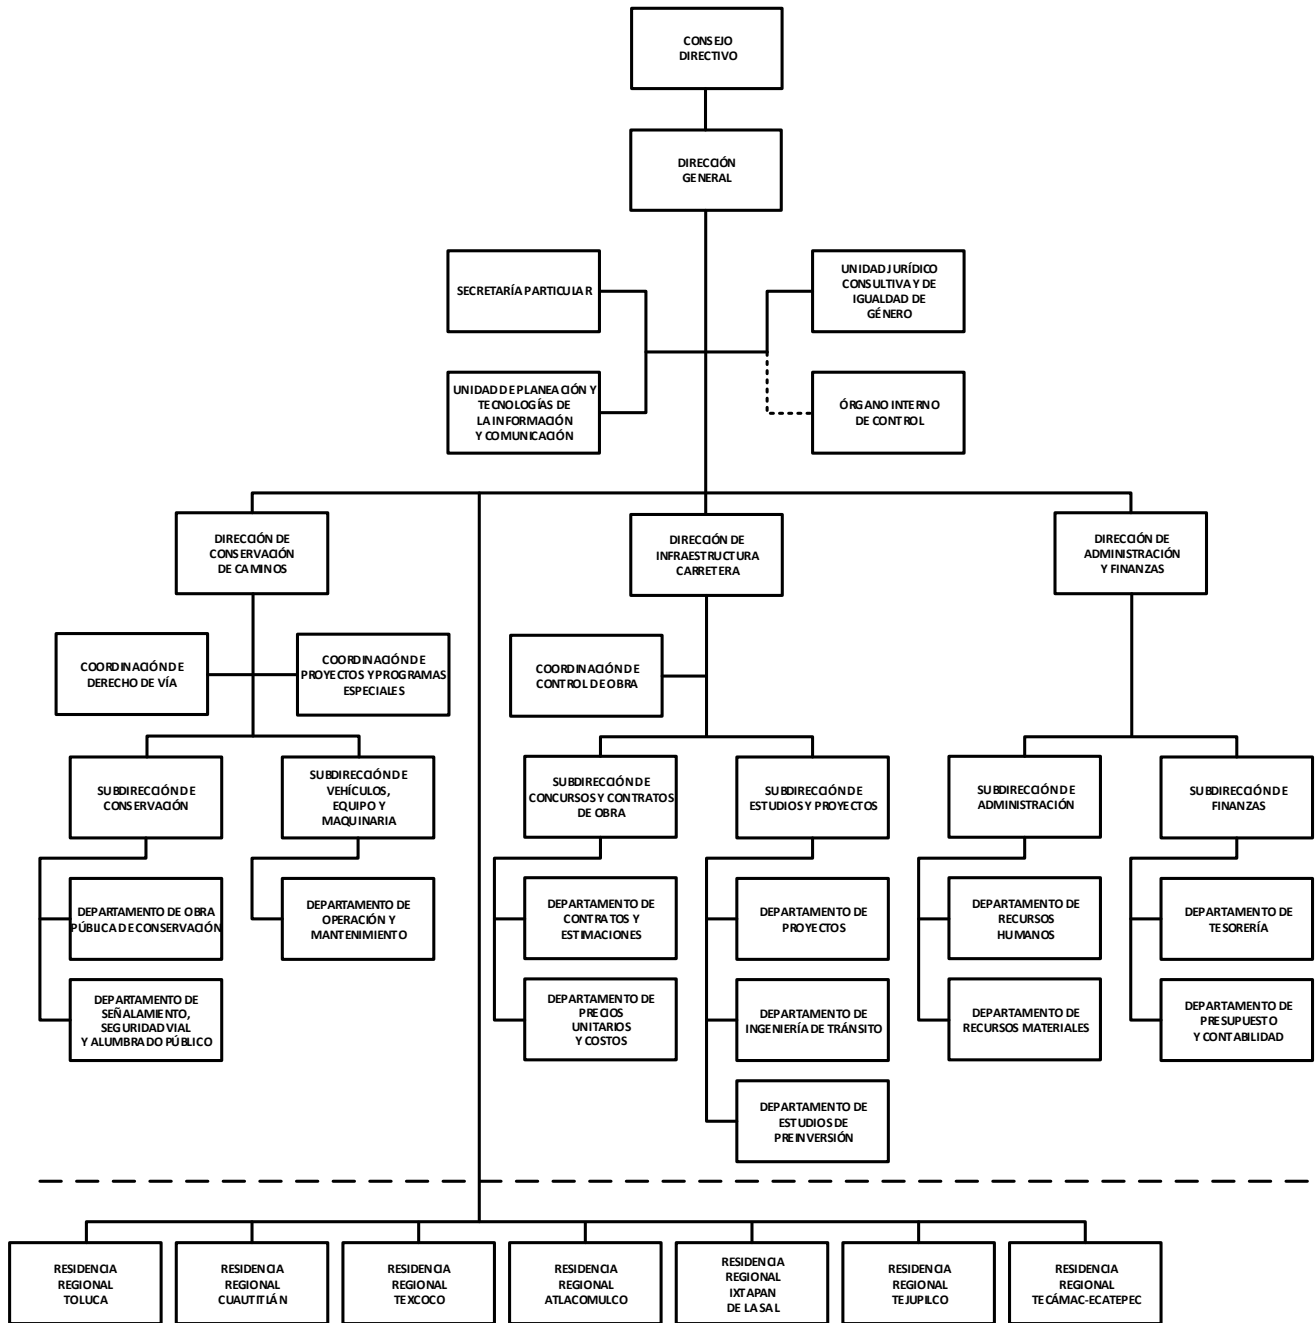 CONSEJO
DIRECTIVO
DIRECCIÓN
GENERAL
SECRETARÍA PARTICULAR
UNIDAD JURÍDICO
CONSULTIVA Y DE
IGUALDAD DE
GÉNERO
UNIDAD DE PLANEACIÓN Y
TECNOLOGÍAS DE
LA INFORMACIÓN
Y COMUNICACIÓN
ÓRGANO INTERNO
DE CONTROL
DIRECCIÓN DE
CONSERVACIÓN
DE CAMINOS
DIRECCIÓN DE
INFRAESTRUCTURA
CARRETERA
DIRECCIÓN DE
ADMINISTRACIÓN
Y FINANZAS
COORDINACIÓN DE
DERECHO DE VÍA
COORDINACIÓN DE
PROYECTOS Y PROGRAMAS
ESPECIALES
COORDINACIÓN DE
CONTROL DE OBRA
SUBDIRECCIÓN DE
CONSERVACIÓN
SUBDIRECCIÓN DE
VEHÍCULOS,
EQUIPO Y
MAQUINARIA
SUBDIRECCIÓN DE
CONCURSOS Y CONTRATOS
DE OBRA
SUBDIRECCIÓN DE
ESTUDIOS Y PROYECTOS
SUBDIRECCIÓN DE
ADMINISTRACIÓN
SUBDIRECCIÓN DE
FINANZAS
DEPARTAMENTO DE OBRA
PÚBLICA DE CONSERVACIÓN
DEPARTAMENTO DE
OPERACIÓN Y
MANTENIMIENTO
DEPARTAMENTO DE
CONTRATOS Y
ESTIMACIONES
DEPARTAMENTO DE
PROYECTOS
DEPARTAMENTO DE
RECURSOS
HUMANOS
DEPARTAMENTO DE
TESORERÍA
DEPARTAMENTO DE
SEÑALAMIENTO,
SEGURIDAD VIAL
Y ALUMBRADO PÚBLICO
DEPARTAMENTO DE
PRECIOS
UNITARIOS
Y COSTOS
DEPARTAMENTO DE
INGENIERÍA DE TRÁNSITO
DEPARTAMENTO DE
RECURSOS MATERIALES
DEPARTAMENTO DE
PRESUPUESTO
Y CONTABILIDAD
DEPARTAMENTO DE
ESTUDIOS DE
PREINVERSIÓN
RESIDENCIA
REGIONAL
TOLUCA
RESIDENCIA
REGIONAL
CUAUTITLÁN
RESIDENCIA
REGIONAL
TEXCOCO
RESIDENCIA
REGIONAL
ATLACOMULCO
RESIDENCIA
REGIONAL
IXTAPAN
DE LA SAL
RESIDENCIA
REGIONAL
TEJUPILCO
RESIDENCIA
REGIONAL
TECÁMAC-ECATEPEC